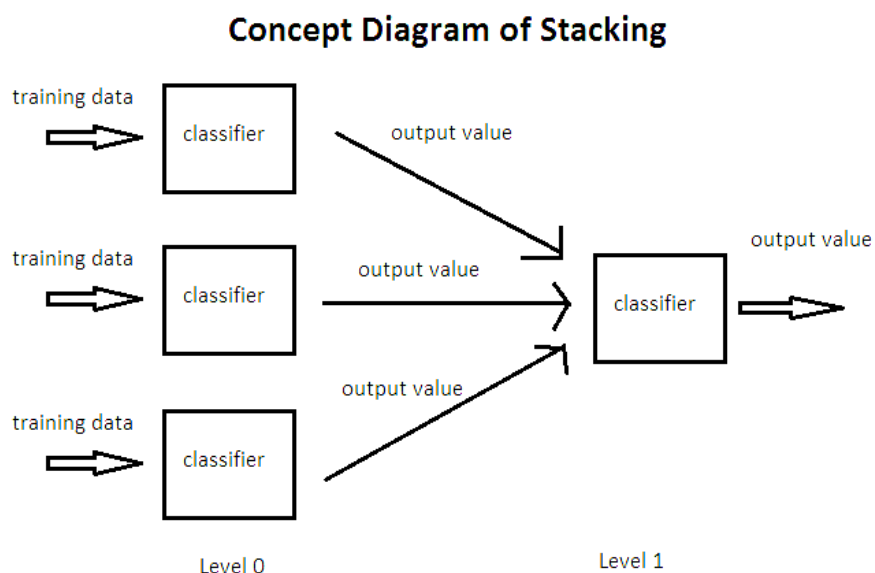 Concept Diagram of Stacking
training data
classifier
output value
training data
classifier
output value
output value
classifier
output value
training data
classifier
Level 0
Level 1